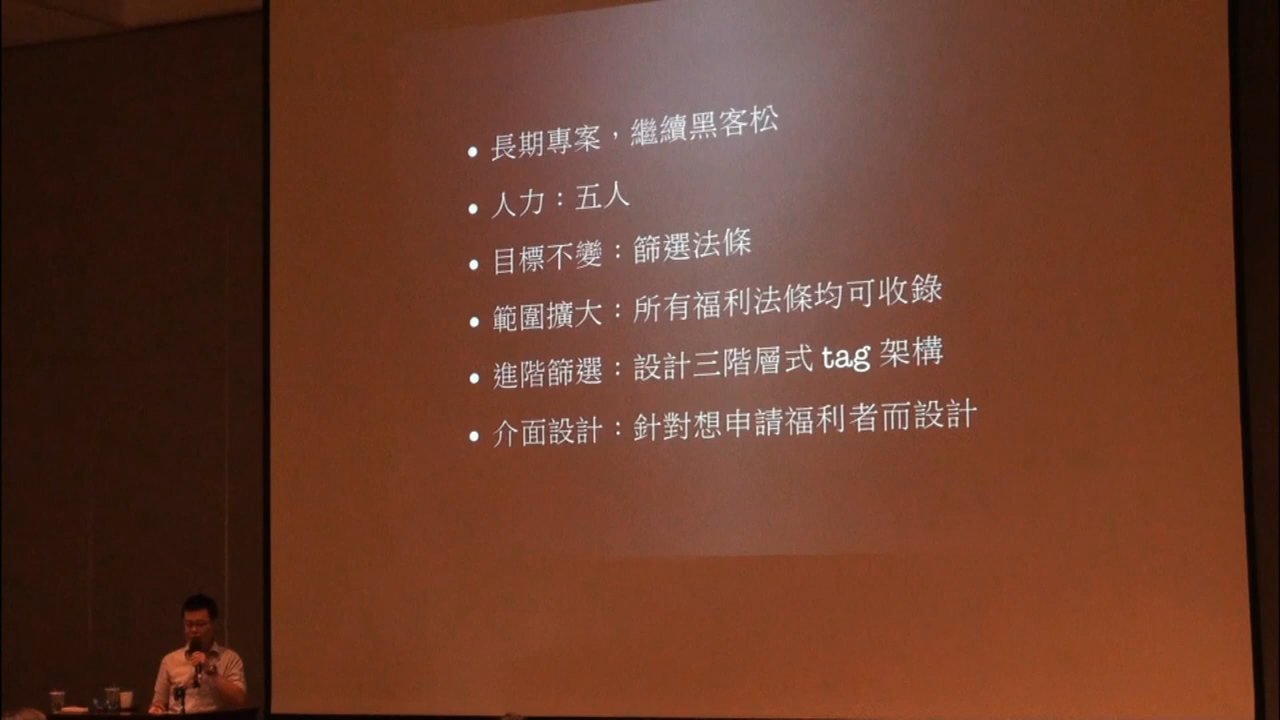 • 長期專案，繼續黑客松
• 人力：五人
• 目標不變：篩選法條
• 範圍擴大：所有福利法條均可收錄
• 進階篩選：設計三階層式 tag 架構
• 介面設計：針對想申請福利者而設計